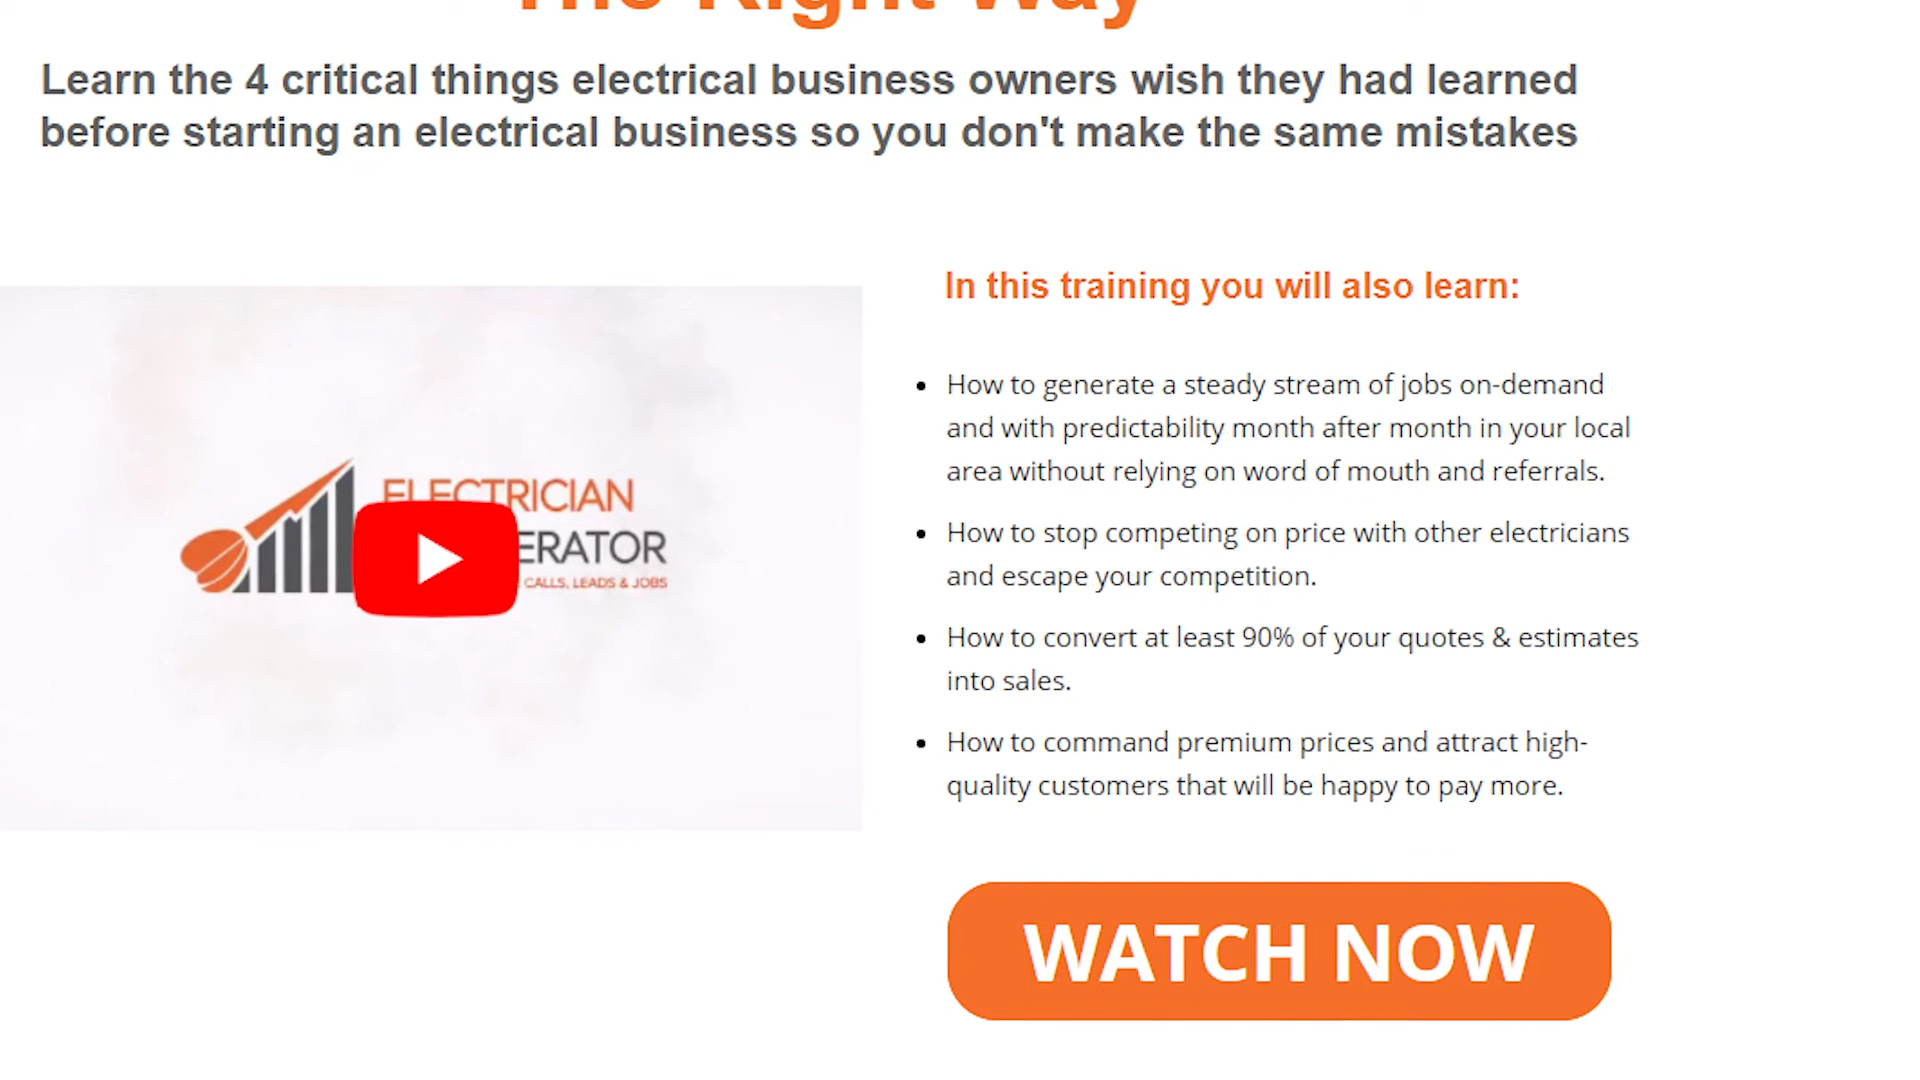 The Right Way
Learn the 4 critical things electrical business owners wish they had learned
before starting an electrical business so you don't make the same mistakes
In this training you will also learn:
• How to generate a steady stream of jobs on-demand
and with predictability month after month in your local
area without relying on word of mouth and referrals.
• How to stop competing on price with other electricians
and escape your competition.
• How to convert at least 90% of your quotes & estimates
into sales.
• How to command premium prices and attract high-
quality customers that will be happy to pay more.
ELECTRICIAN
ERATOR
CALLS, LEADS & JOBS
WATCH NOW